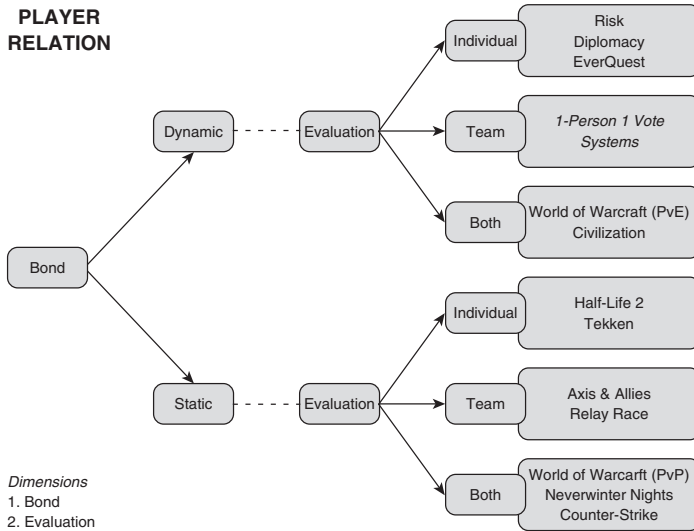 PLAYER
RELATION
Bond
Dynamic
Evaluation
Individual
Risk
Diplomacy
EverQuest
Team
1-Person 1 Vote
Systems
Both
World of Warcraft (PvE)
Civilization
Static
Evaluation
Individual
Half-Life 2
Tekken
Team
Axis & Allies
Relay Race
Both
World of Warcarft (PvP)
Neverwinter Nights
Counter-Strike
Dimensions
1. Bond
2. Evaluation